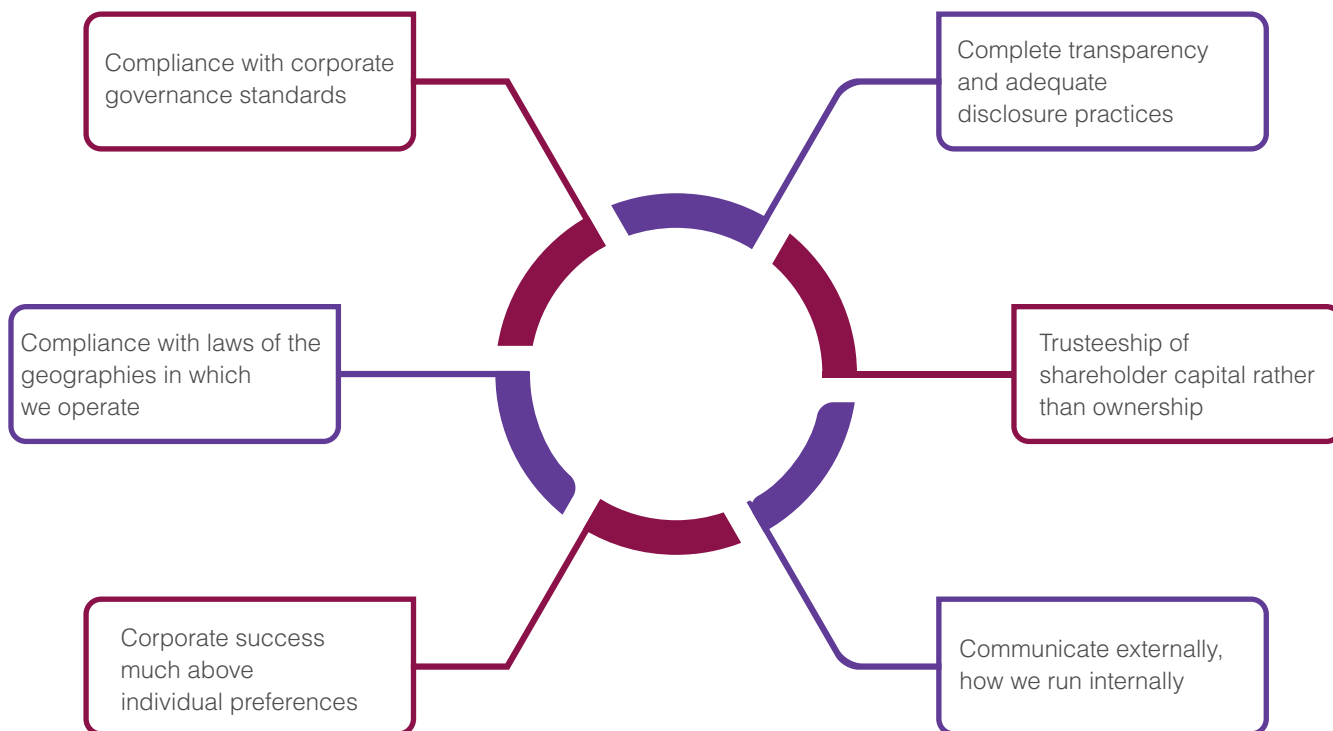 Compliance with corporate
governance standards
Complete transparency
and adequate
disclosure practices
Compliance with laws of the
geographies in which
we operate
Trusteeship of
shareholder capital rather
than ownership
Corporate success
much above
individual preferences
Communicate externally,
how we run internally